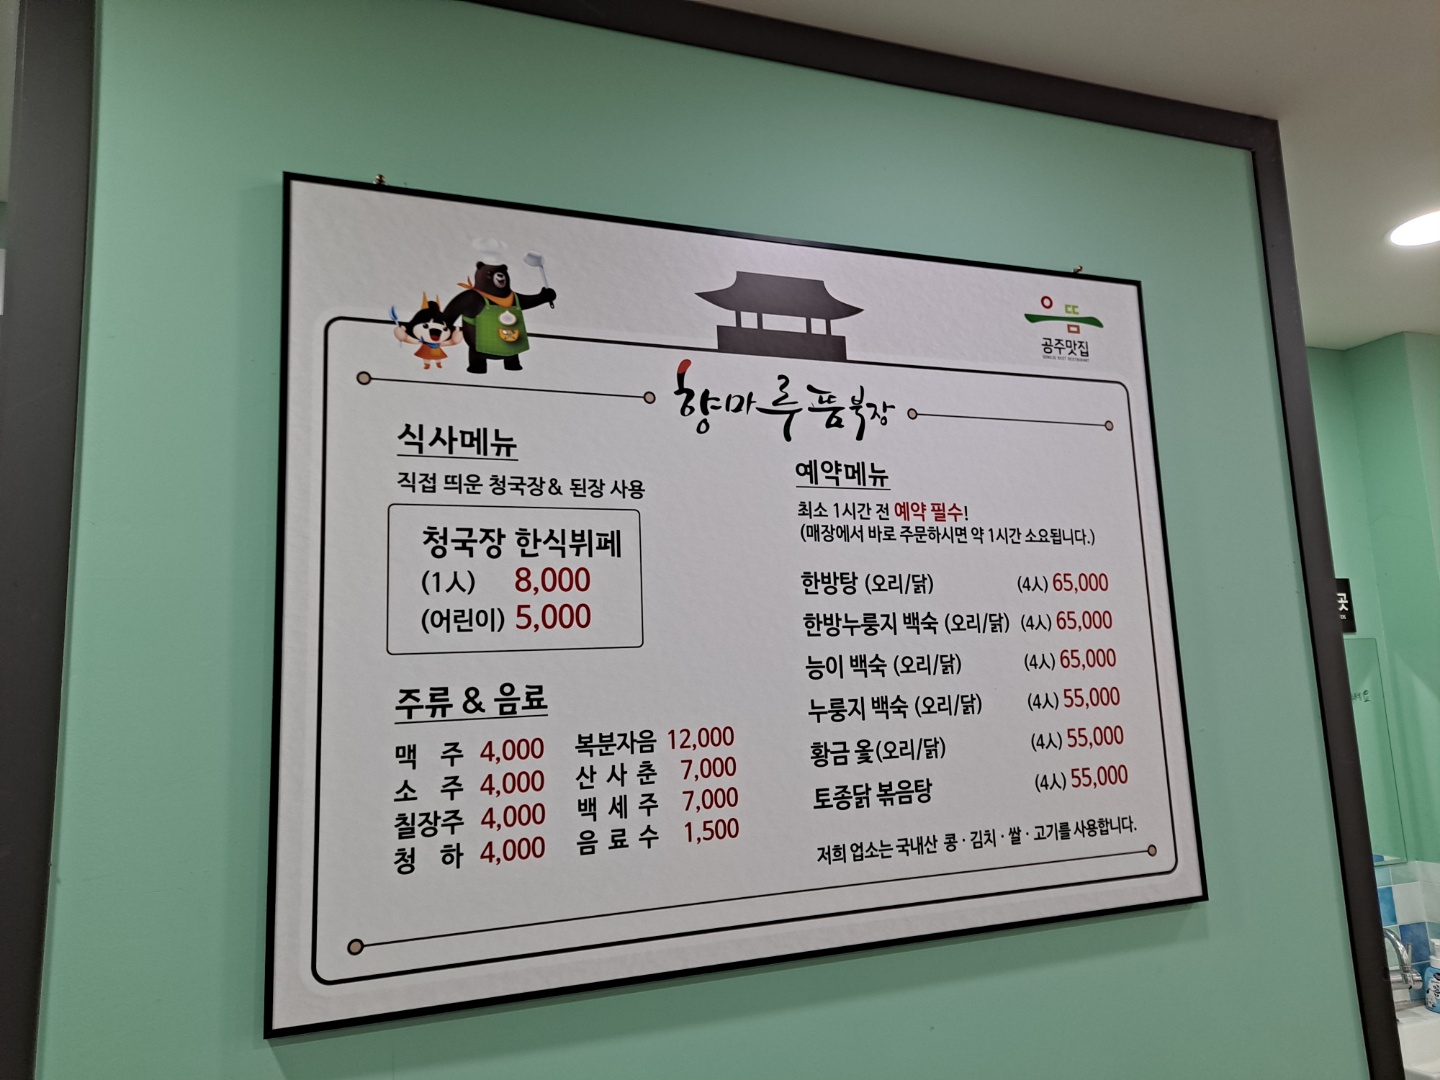 으뜸
공주맛집
향마루뜸북장
식사메뉴
직접 띄운 청국장 & 된장 사용
청국장 한식뷔페
(1人) 8,000
(어린이) 5,000
주류 & 음료
맥 주 4,000
소 주 4,000
칠장주 4,000
청 하 4,000
복분자음 12,000
산 사 춘 7,000
백 세 주 7,000
음 료 수 1,500
예약메뉴
최소 1시간 전 예약 필수!
(매장에서 바로 주문하시면 약 1시간 소요됩니다.)
한방탕 (오리/닭) (4人) 65,000
한방누룽지 백숙 (오리/닭) (4人) 65,000
능이 백숙 (오리/닭) (4人) 65,000
누룽지 백숙 (오리/닭) (4人) 55,000
황금 옻(오리/닭) (4人) 55,000
토종닭 볶음탕 (4人) 55,000
저희 업소는 국내산 콩 · 김치 · 쌀 · 고기를 사용합니다.
곳